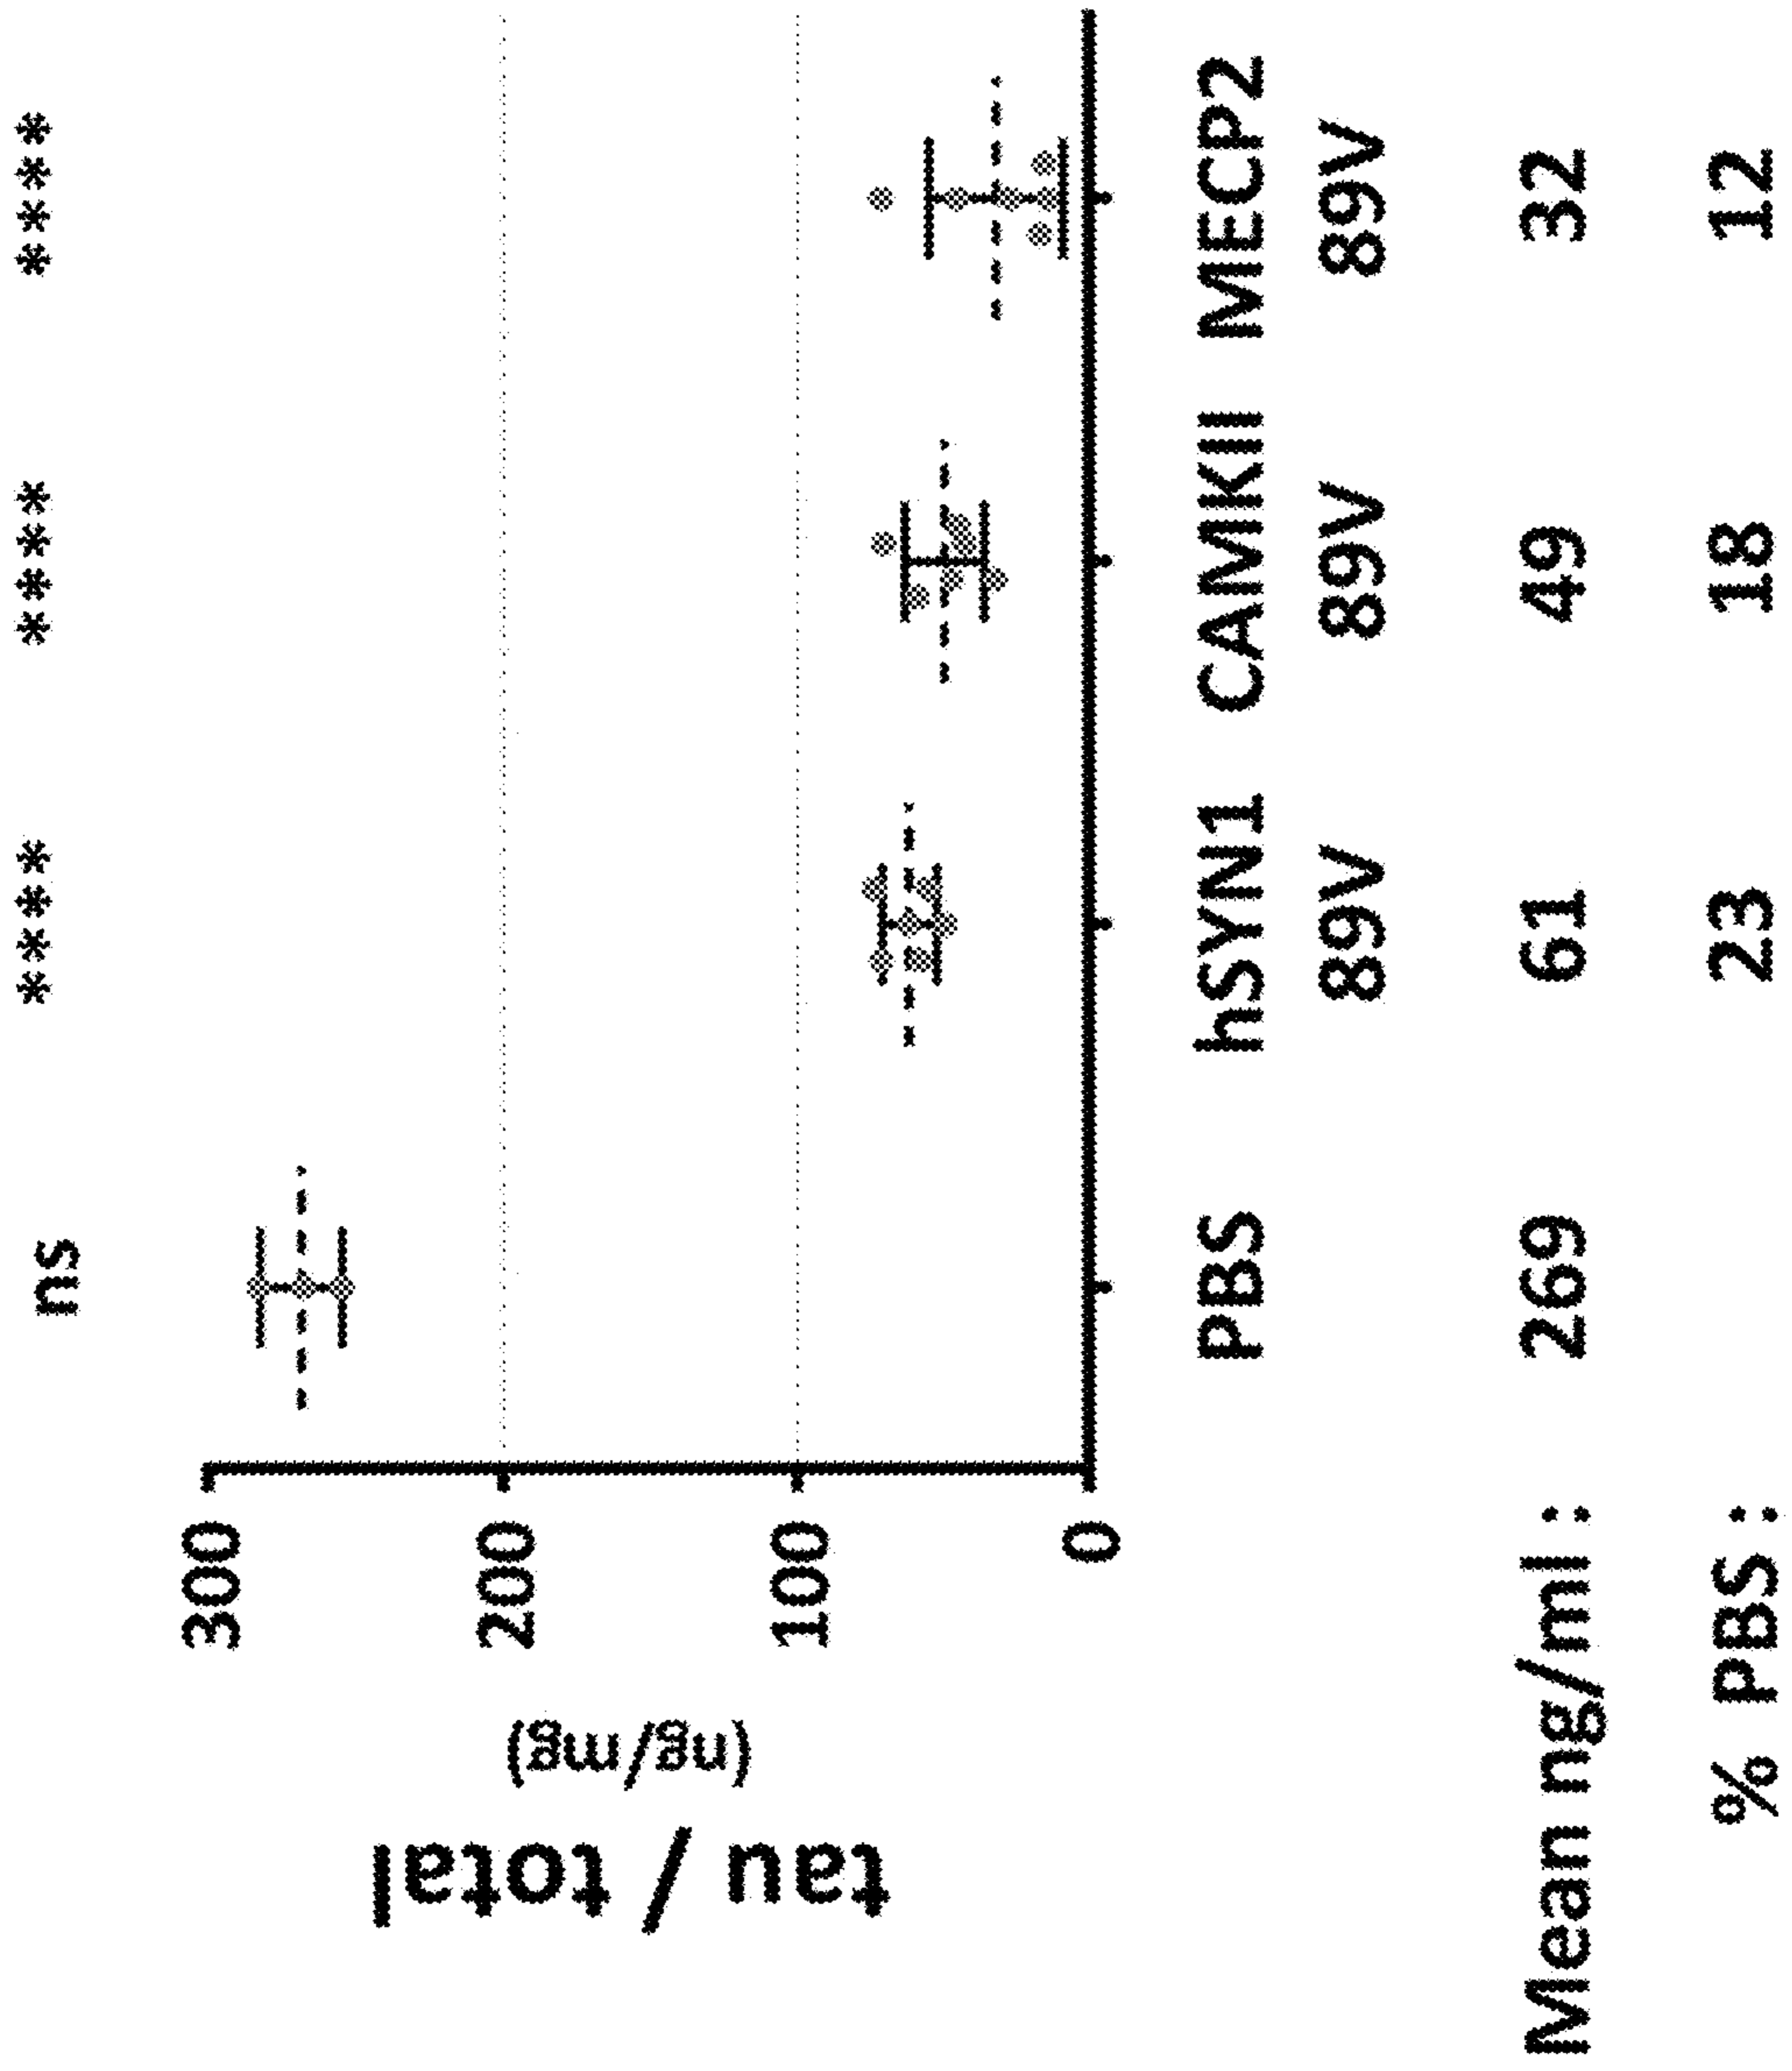 ns **** **** ****
300
200
100
0
tau / total
(ng/mg)
PBS hSYN1 CAMKII MECP2
89V 89V 89V
Mean ng/ml : 269 61 49 32
% PBS : 23 18 12